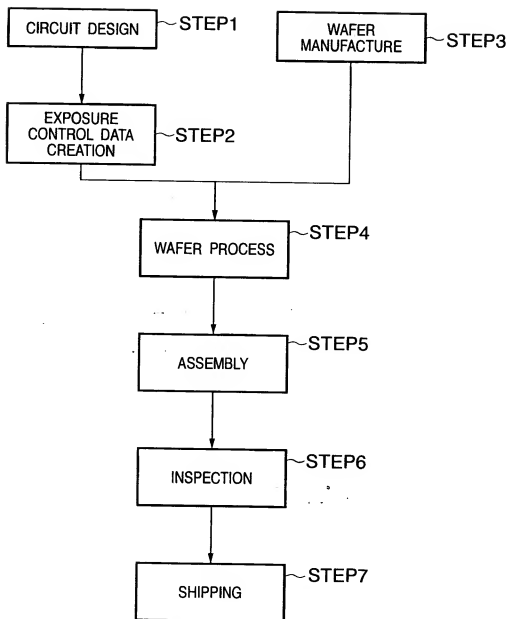 CIRCUIT DESIGN
STEP1
WAFER
MANUFACTURE
STEP3
EXPOSURE
CONTROL DATA
CREATION
STEP2
WAFER PROCESS
STEP4
ASSEMBLY
STEP5
INSPECTION
STEP6
SHIPPING
STEP7